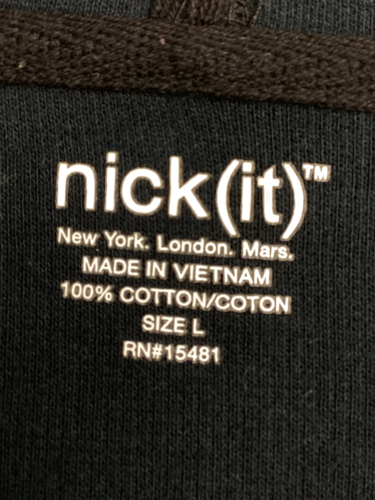 nick(it)™
New York. London. Mars.
MADE IN VIETNAM
100% COTTON/COTON
SIZE L
RN#15481